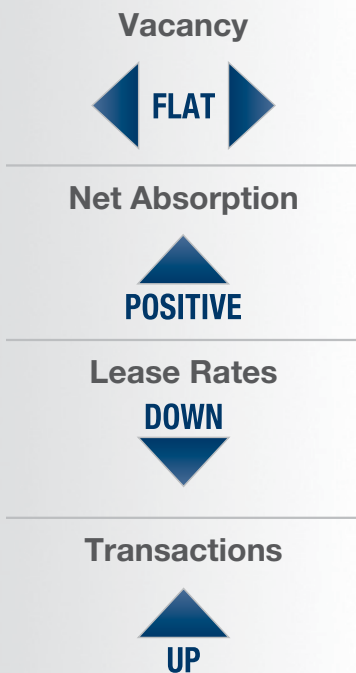 Vacancy
FLAT
Net Absorption
POSITIVE
Lease Rates
DOWN
Transactions
UP